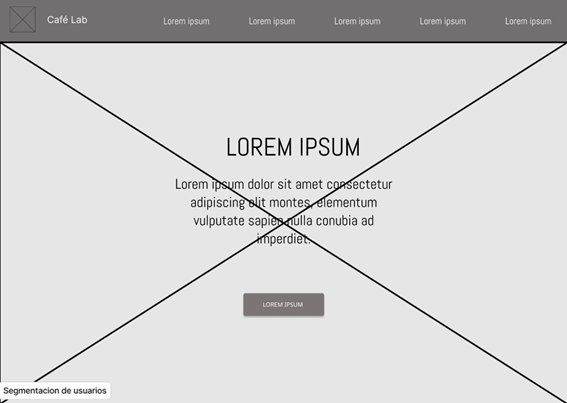 Café Lab
Lorem ipsum
Lorem ipsum
Lorem ipsum
Lorem ipsum
Lorem ipsum
LOREM IPSUM
Lorem ipsum dolor sit amet consectetur
adipiscing elit montes, elementum
vulputate sapien nulla conubia ad
imperdiet.
LOREM IPSUM
Segmentacion de usuarios